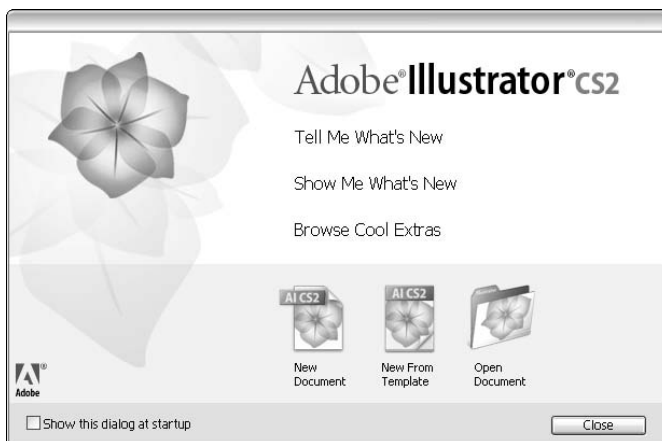 Adobe® Illustrator® CS2
Tell Me What's New
Show Me What's New
Browse Cool Extras
AI CS2
AI CS2
New Document
New From Template
Open Document
Adobe®
Show this dialog at startup
Close